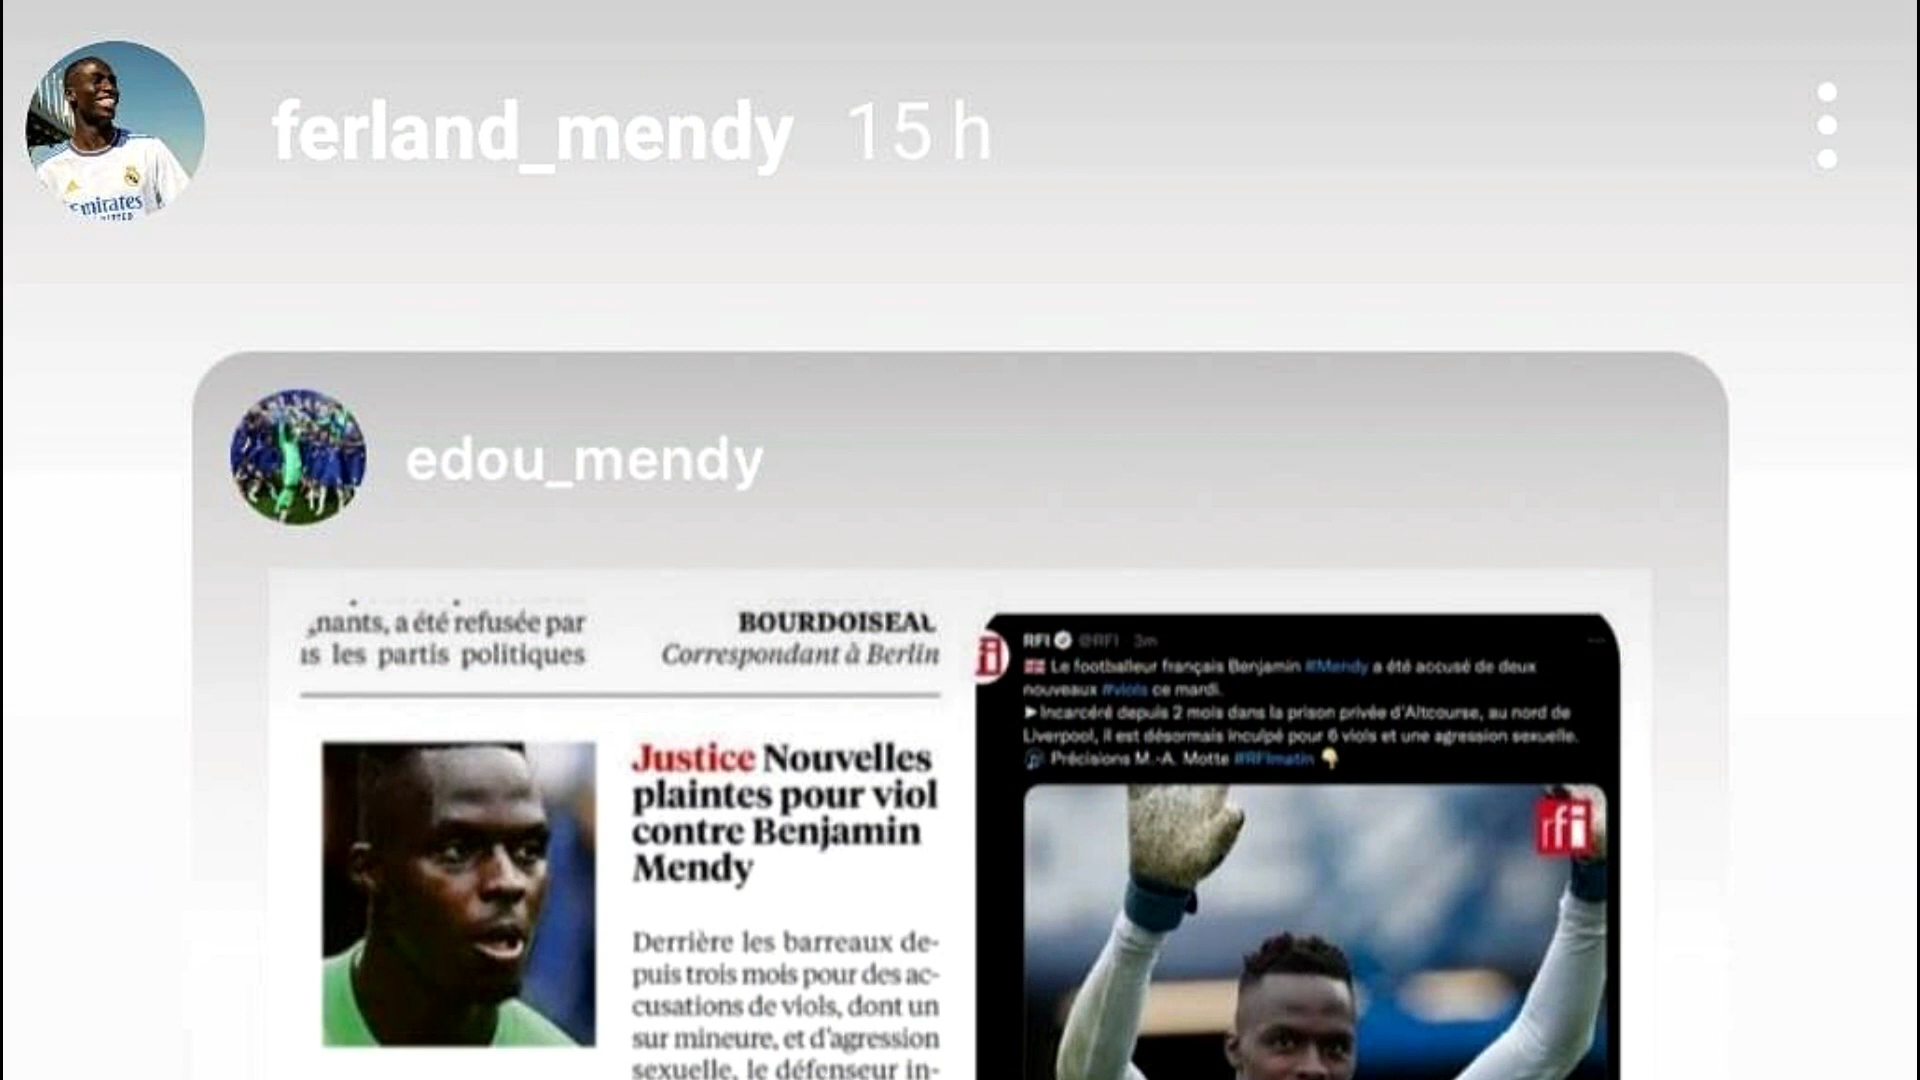 ferland_mendy 15 h
Emirates
edou_mendy
nants, a été refusée par
is les partis politiques
BOURDOISEAU
Correspondant à Berlin
Justice Nouvelles
plaintes pour viol
contre Benjamin
Mendy
Derrière les barreaux de-
puis trois mois pour des ac-
cusations de viols, dont un
sur mineure, et d'agression
sexuelle, le défenseur in-
RFI @RFI · 3m
Le footballeur français Benjamin #Mendy a été accusé de deux
nouveaux #viols ce mardi.
►Incarcéré depuis 2 mois dans la prison privée d'Altcourse, au nord de
Liverpool, il est désormais inculpé pour 6 viols et une agression sexuelle.
Précisions M.-A. Motte #RFImatin
rfi